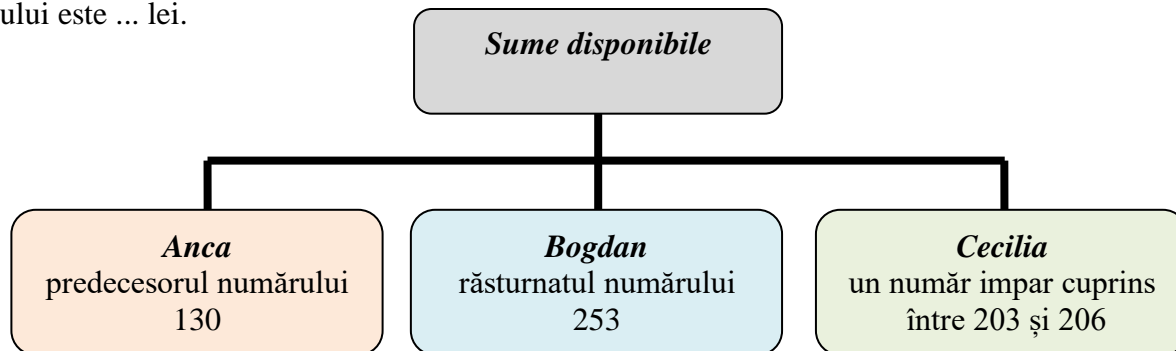 ului este ... lei.
Sume disponibile
Anca
predecesorul numărului
130
Bogdan
răsturnatul numărului
253
Cecilia
un număr impar cuprins
între 203 și 206